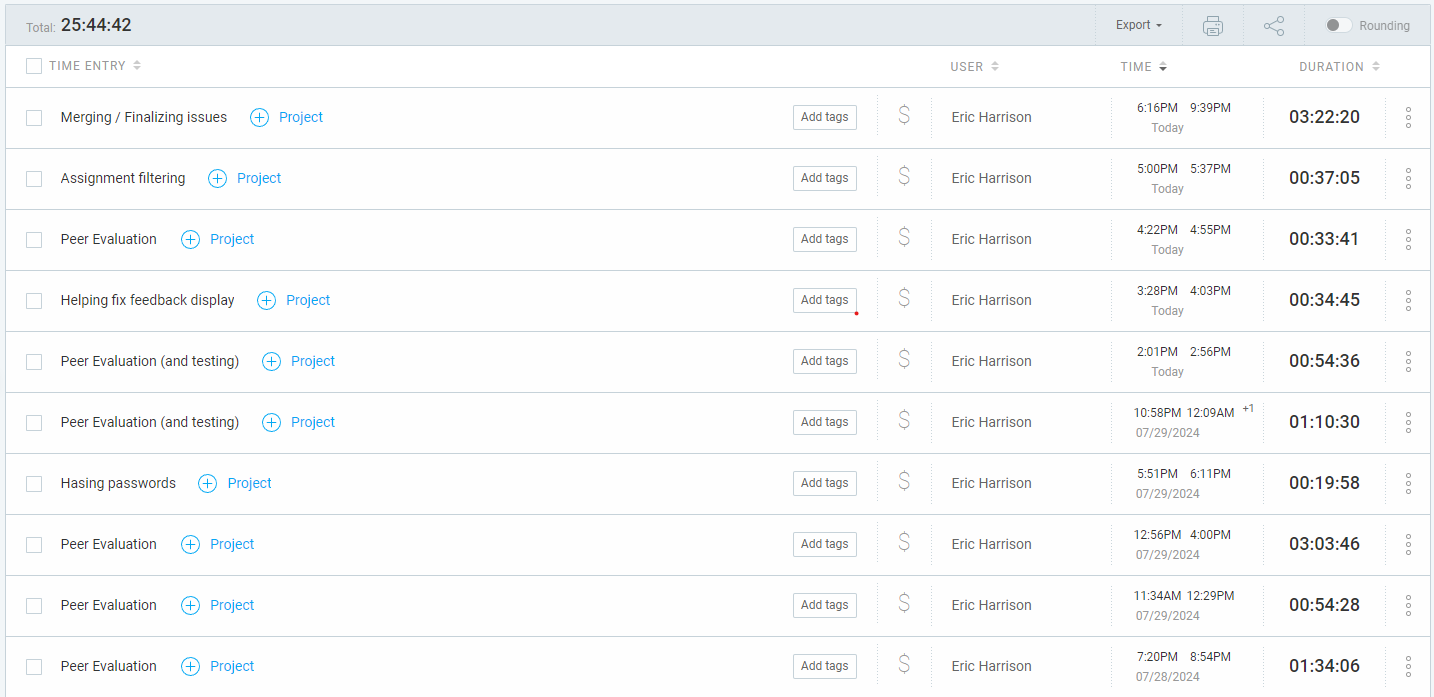 Total: 25:44:42 Export Rounding
TIME ENTRY USER TIME DURATION
Merging / Finalizing issues Project Add tags $ Eric Harrison 6:16PM 9:39PM 03:22:20
Today
Assignment filtering Project Add tags $ Eric Harrison 5:00PM 5:37PM 00:37:05
Today
Peer Evaluation Project Add tags $ Eric Harrison 4:22PM 4:55PM 00:33:41
Today
Helping fix feedback display Project Add tags $ Eric Harrison 3:28PM 4:03PM 00:34:45
Today
Peer Evaluation (and testing) Project Add tags $ Eric Harrison 2:01PM 2:56PM 00:54:36
Today
Peer Evaluation (and testing) Project Add tags $ Eric Harrison 10:58PM 12:09AM +1 01:10:30
07/29/2024
Hasing passwords Project Add tags $ Eric Harrison 5:51PM 6:11PM 00:19:58
07/29/2024
Peer Evaluation Project Add tags $ Eric Harrison 12:56PM 4:00PM 03:03:46
07/29/2024
Peer Evaluation Project Add tags $ Eric Harrison 11:34AM 12:29PM 00:54:28
07/29/2024
Peer Evaluation Project Add tags $ Eric Harrison 7:20PM 8:54PM 01:34:06
07/28/2024